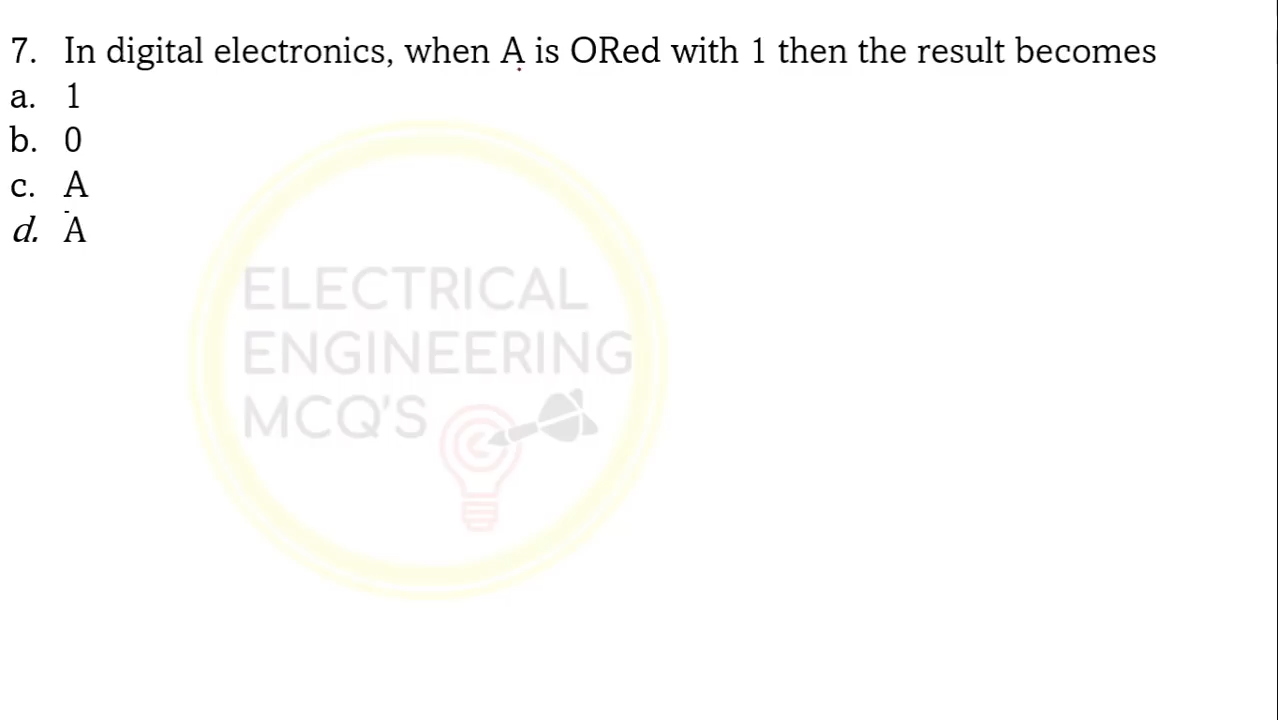 7. In digital electronics, when A is ORed with 1 then the result becomes
a. 1
b. 0
c. A
d. Ā
ELECTRICAL
ENGINEERING
MCQ'S